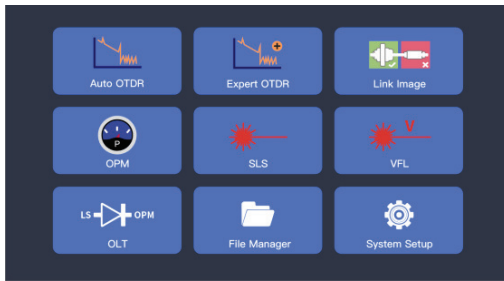 Auto OTDR
Expert OTDR
Link Image
P
OPM
SLS
V
VFL
LS OPM
OLT
File Manager
System Setup